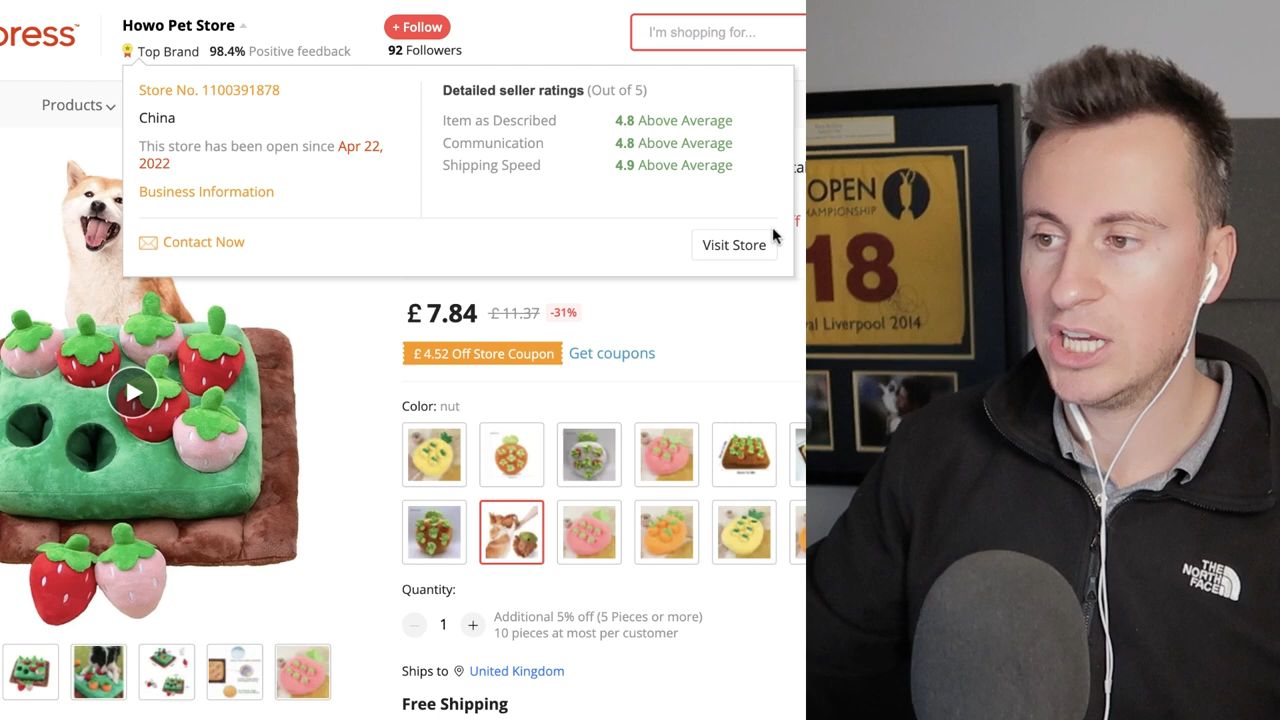 press™
Howo Pet Store
+ Follow
I'm shopping for...
Top Brand 98.4% Positive feedback
92 Followers
Products
Store No. 1100391878
China
This store has been open since Apr 22,
2022
Business Information
Contact Now
Detailed seller ratings (Out of 5)
Item as Described 4.8 Above Average
Communication 4.8 Above Average
Shipping Speed 4.9 Above Average
Visit Store
£ 7.84 £ 11.37 -31%
£ 4.52 Off Store Coupon Get coupons
Color: nut
Quantity:
1
Additional 5% off (5 Pieces or more)
10 pieces at most per customer
Ships to United Kingdom
Free Shipping
OPEN
HAMPIONSHIP
18
al Liverpool 2014
THE
NORTH
FACE